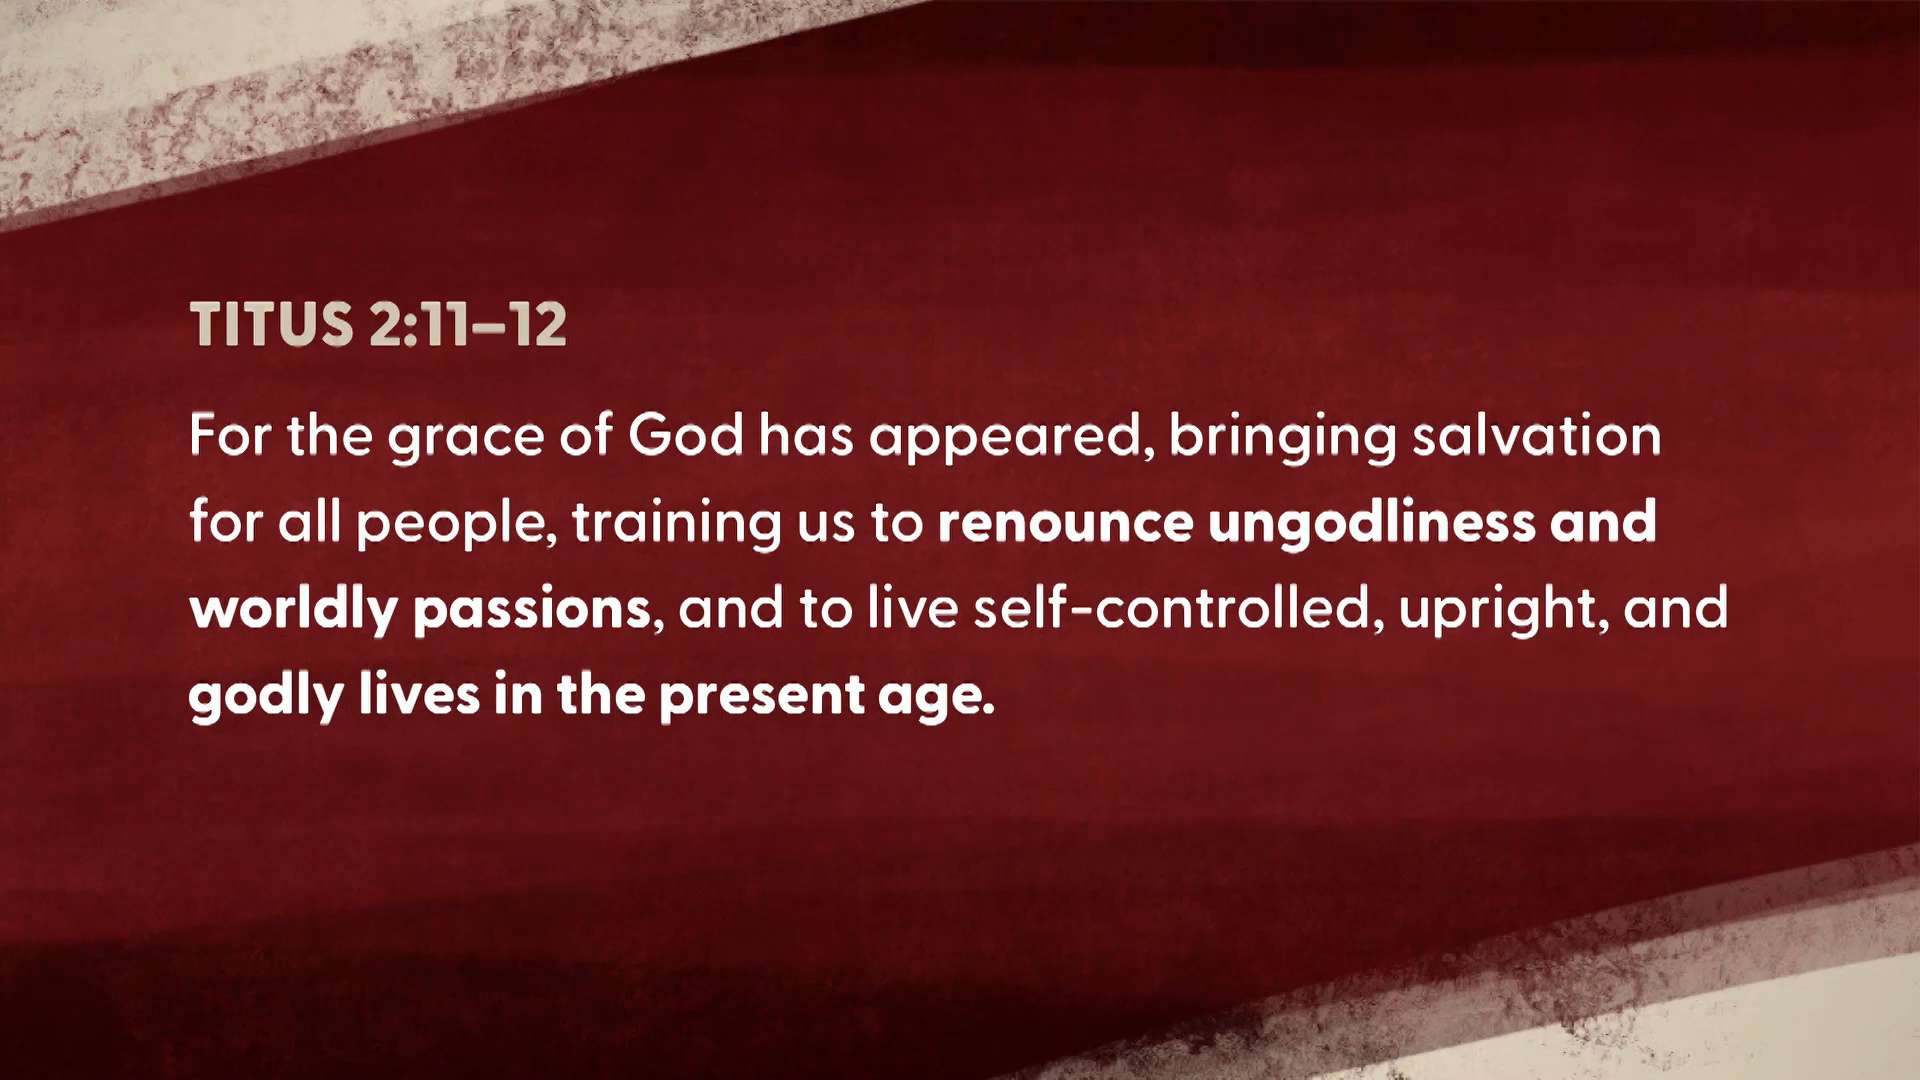 TITUS 2:11–12
For the grace of God has appeared, bringing salvation
for all people, training us to renounce ungodliness and
worldly passions, and to live self-controlled, upright, and
godly lives in the present age.